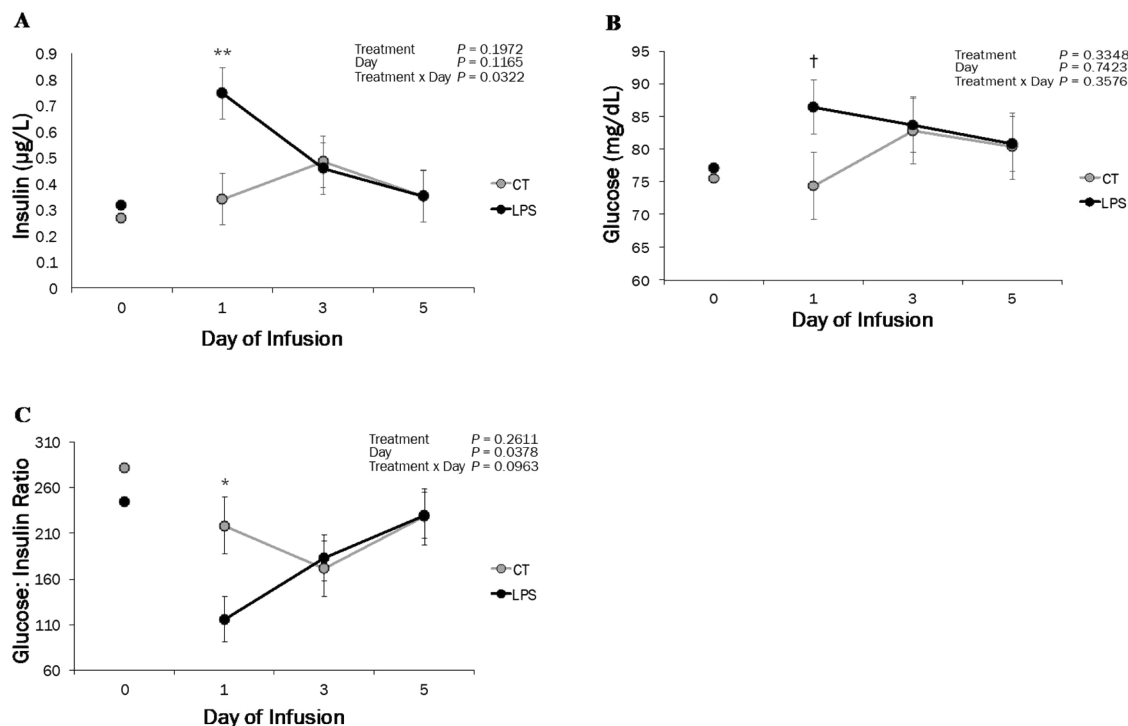 A
Treatment P = 0.1972
Day P = 0.1165
Treatment x Day P = 0.0322
**
Insulin (µg/L)
0.9
0.8
0.7
0.6
0.5
0.4
0.3
0.2
0.1
0
0 1 3 5
Day of Infusion
CT
LPS
B
Treatment P = 0.3348
Day P = 0.7423
Treatment x Day P = 0.3576
†
Glucose (mg/dL)
95
90
85
80
75
70
65
60
0 1 3 5
Day of Infusion
CT
LPS
C
Treatment P = 0.2611
Day P = 0.0378
Treatment x Day P = 0.0963
*
Glucose: Insulin Ratio
310
260
210
160
110
60
0 1 3 5
Day of Infusion
CT
LPS